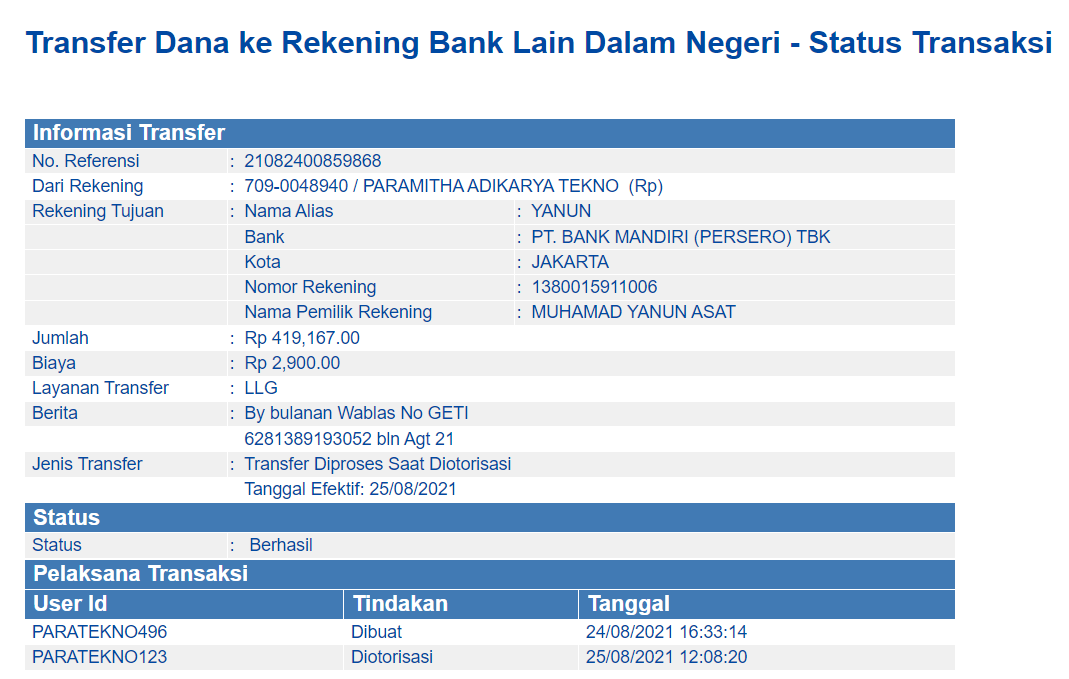 Transfer Dana ke Rekening Bank Lain Dalam Negeri - Status Transaksi
Informasi Transfer
No. Referensi : 21082400859868
Dari Rekening : 709-0048940 / PARAMITHA ADIKARYA TEKNO (Rp)
Rekening Tujuan : Nama Alias : YANUN
Bank : PT. BANK MANDIRI (PERSERO) TBK
Kota : JAKARTA
Nomor Rekening : 1380015911006
Nama Pemilik Rekening : MUHAMAD YANUN ASAT
Jumlah : Rp 419,167.00
Biaya : Rp 2,900.00
Layanan Transfer : LLG
Berita : By bulanan Wablas No GETI
6281389193052 bln Agt 21
Jenis Transfer : Transfer Diproses Saat Diotorisasi
Tanggal Efektif: 25/08/2021
Status
Status : Berhasil
Pelaksana Transaksi
User Id Tindakan Tanggal
PARATEKNO496 Dibuat 24/08/2021 16:33:14
PARATEKNO123 Diotorisasi 25/08/2021 12:08:20